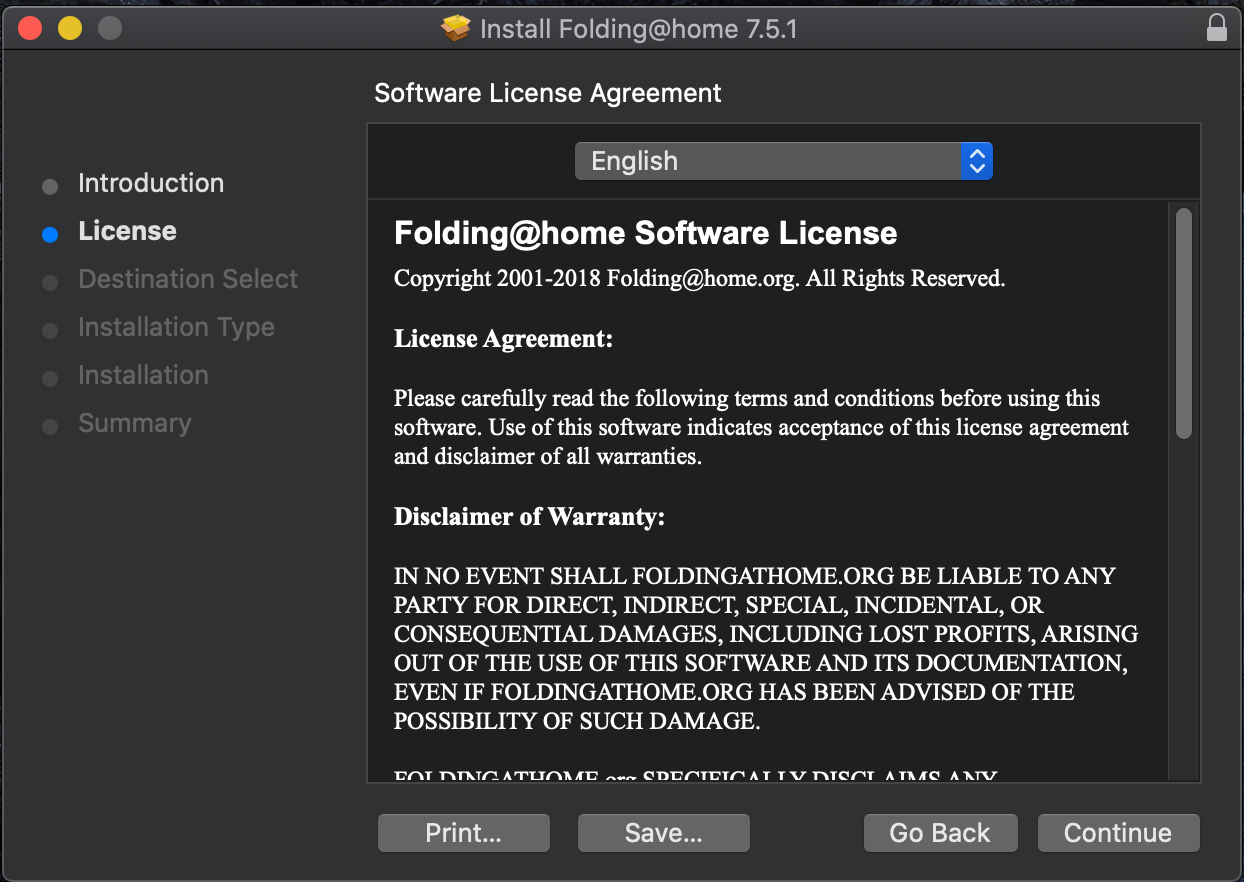 Install Folding@home 7.5.1
Software License Agreement
Introduction
License
Destination Select
Installation Type
Installation
Summary
English
Folding@home Software License
Copyright 2001-2018 Folding@home.org. All Rights Reserved.
License Agreement:
Please carefully read the following terms and conditions before using this
software. Use of this software indicates acceptance of this license agreement
and disclaimer of all warranties.
Disclaimer of Warranty:
IN NO EVENT SHALL FOLDINGATHOME.ORG BE LIABLE TO ANY
PARTY FOR DIRECT, INDIRECT, SPECIAL, INCIDENTAL, OR
CONSEQUENTIAL DAMAGES, INCLUDING LOST PROFITS, ARISING
OUT OF THE USE OF THIS SOFTWARE AND ITS DOCUMENTATION,
EVEN IF FOLDINGATHOME.ORG HAS BEEN ADVISED OF THE
POSSIBILITY OF SUCH DAMAGE.
FOLDINGATHOME.org SPECIFICALLY DISCLAIMS ANY
Print...
Save...
Go Back
Continue